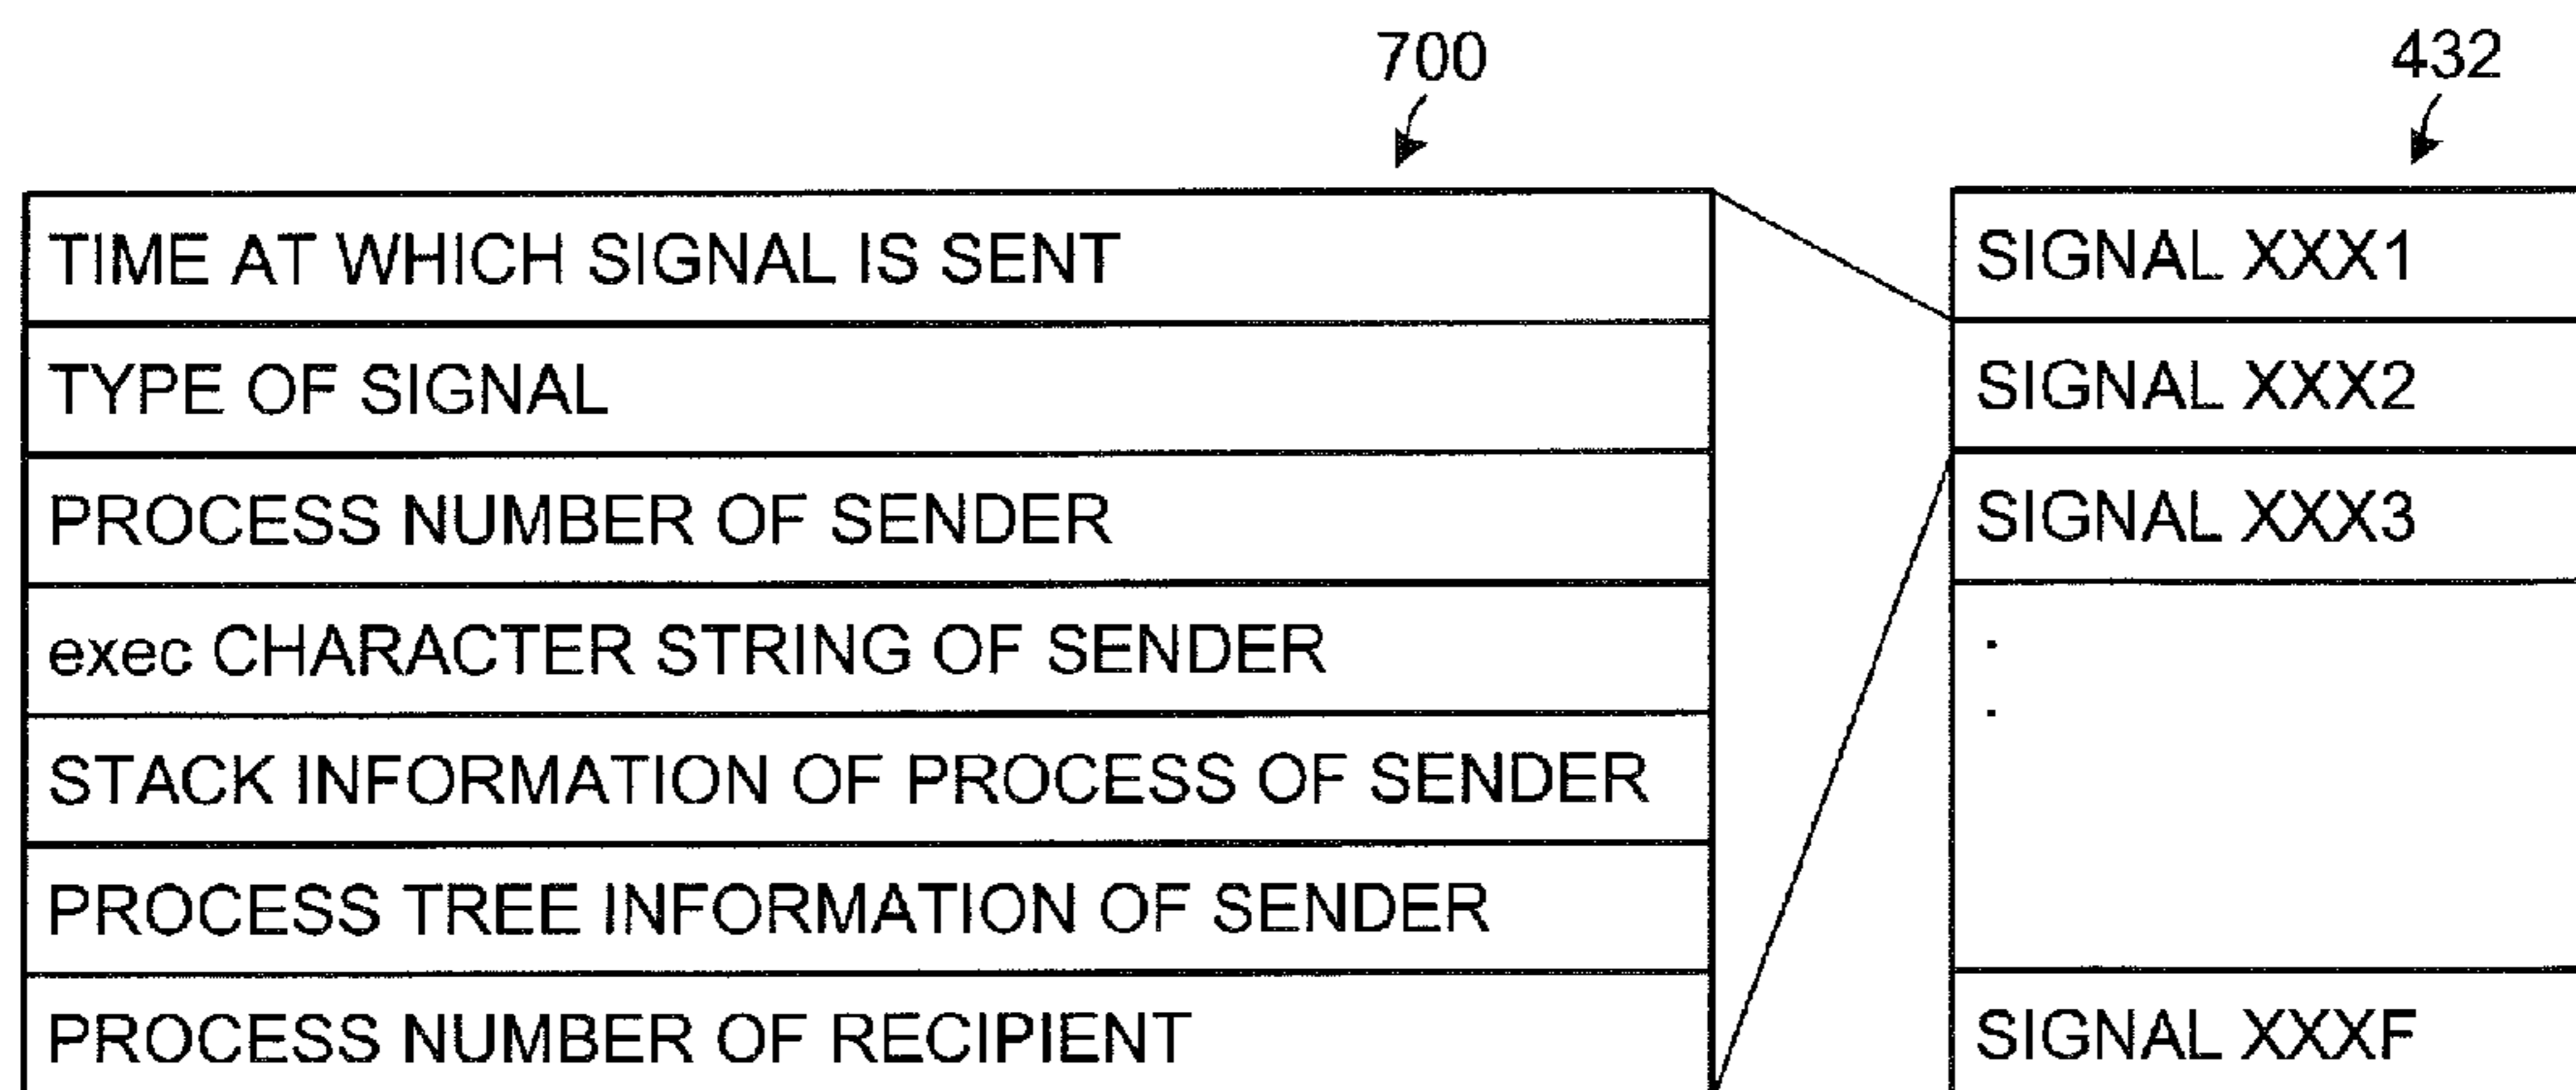 700
432
TIME AT WHICH SIGNAL IS SENT
TYPE OF SIGNAL
PROCESS NUMBER OF SENDER
exec CHARACTER STRING OF SENDER
STACK INFORMATION OF PROCESS OF SENDER
PROCESS TREE INFORMATION OF SENDER
PROCESS NUMBER OF RECIPIENT
SIGNAL XXX1
SIGNAL XXX2
SIGNAL XXX3
.
.
SIGNAL XXXF